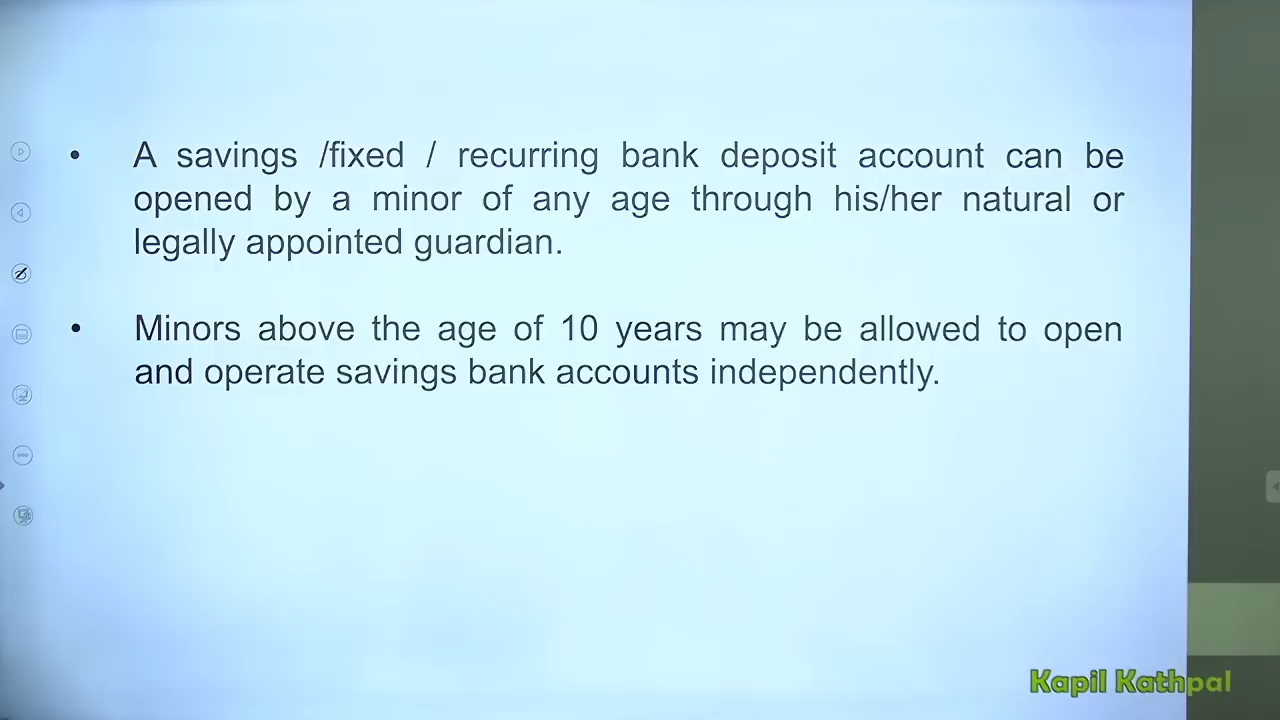 • A savings /fixed / recurring bank deposit account can be
opened by a minor of any age through his/her natural or
legally appointed guardian.
• Minors above the age of 10 years may be allowed to open
and operate savings bank accounts independently.
Kapil Kathpal